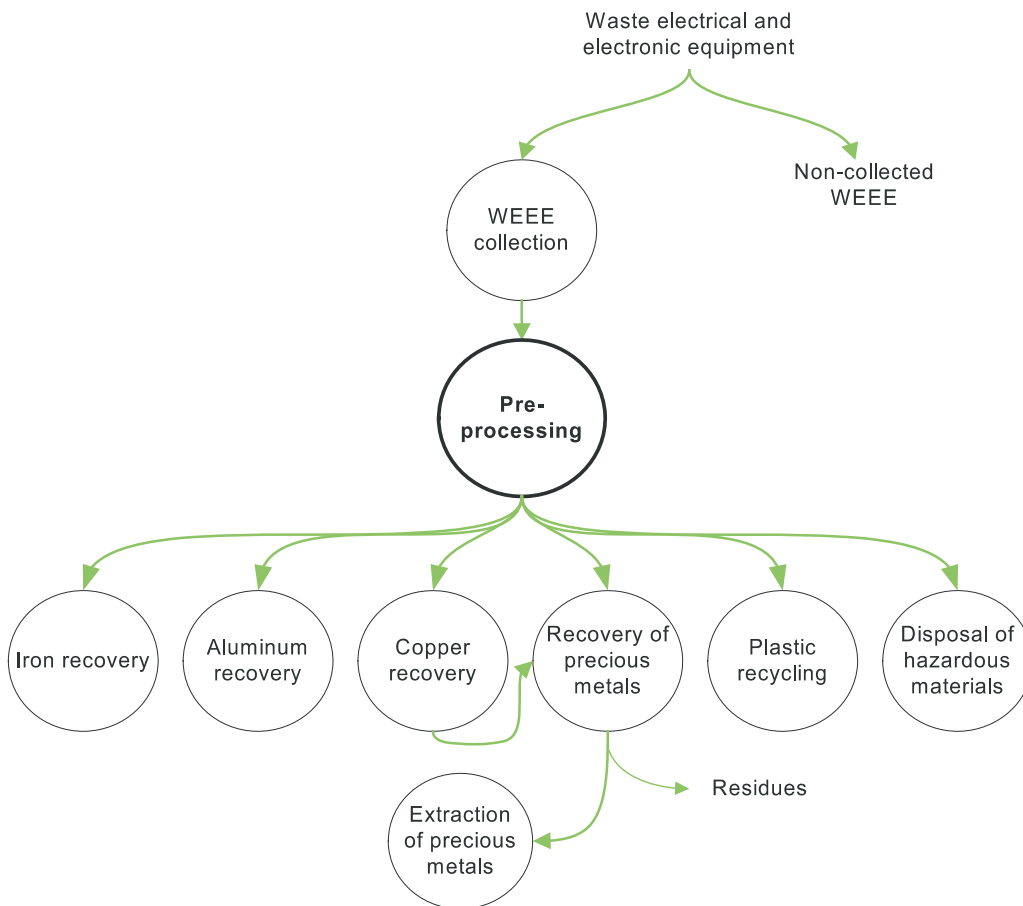 Waste electrical and
electronic equipment
Non-collected
WEEE
WEEE
collection
Pre-
processing
Iron recovery
Aluminum
recovery
Copper
recovery
Recovery of
precious
metals
Plastic
recycling
Disposal of
hazardous
materials
Residues
Extraction
of precious
metals